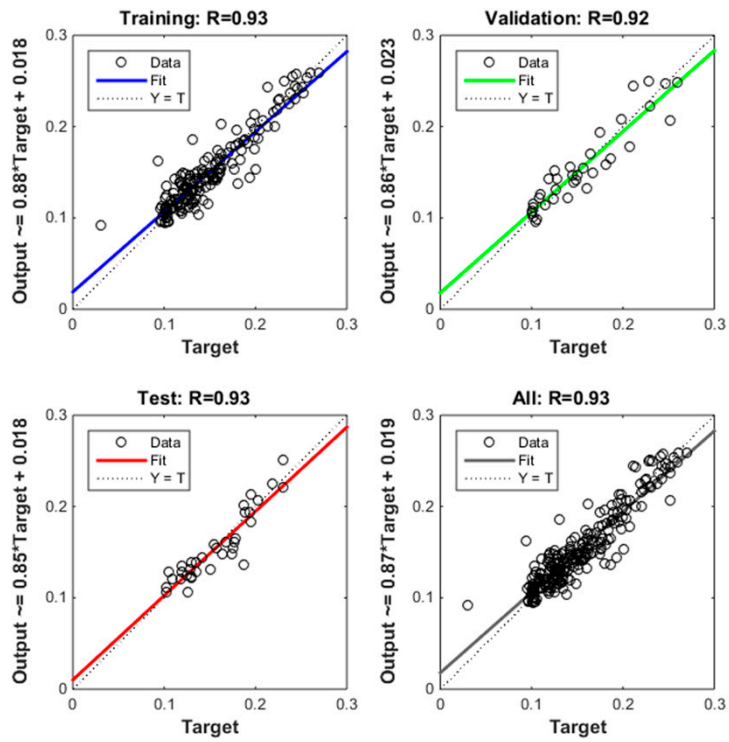 Training: R=0.93
Output ~= 0.88*Target + 0.018
0.3
0.2
0.1
0
Data
Fit
Y = T
0
0.1
0.2
0.3
Target
Validation: R=0.92
Output ~= 0.86*Target + 0.023
0.3
0.2
0.1
0
Data
Fit
Y = T
0
0.1
0.2
0.3
Target
Test: R=0.93
Output ~= 0.85*Target + 0.018
0.3
0.2
0.1
0
Data
Fit
Y = T
0
0.1
0.2
0.3
Target
All: R=0.93
Output ~= 0.87*Target + 0.019
0.3
0.2
0.1
0
Data
Fit
Y = T
0
0.1
0.2
0.3
Target